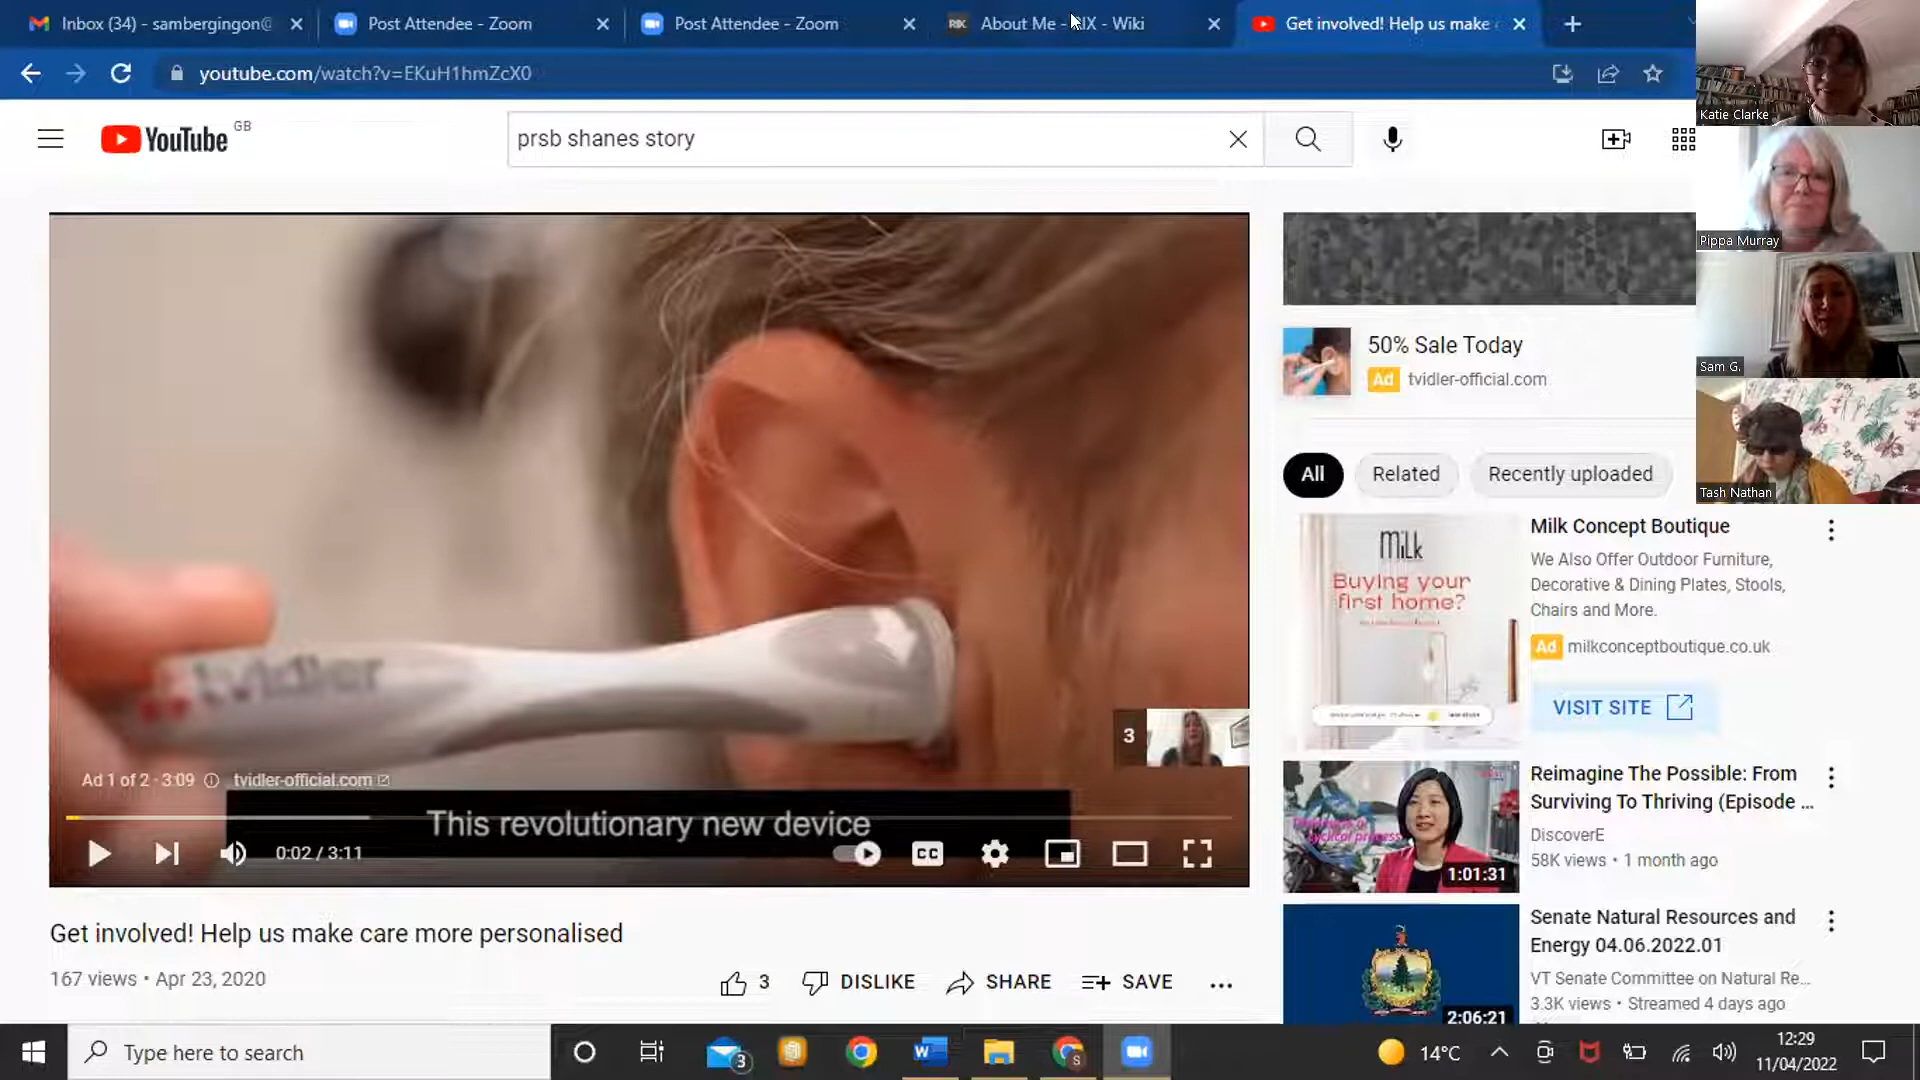 Inbox (34) - sambergingon@
Post Attendee - Zoom
Post Attendee - Zoom
RIX
About Me - RIX - Wiki
Get involved! Help us make
youtube.com/watch?v=EKuH1hmZcX0
YouTube GB
prsb shanes story
Katie Clarke
Pippa Murray
Sam G.
Tash Nathan
tvidler
3
Ad 1 of 2 · 3:09
tvidler-official.com
This revolutionary new device
0:02 / 3:11
CC
Get involved! Help us make care more personalised
167 views • Apr 23, 2020
3
DISLIKE
SHARE
SAVE
50% Sale Today
Ad tvidler-official.com
All
Related
Recently uploaded
MiLK
Buying your
first home?
Milk Concept Boutique
We Also Offer Outdoor Furniture,
Decorative & Dining Plates, Stools,
Chairs and More.
Ad milkconceptboutique.co.uk
VISIT SITE
1:01:31
Reimagine The Possible: From
Surviving To Thriving (Episode ...
DiscoverE
58K views • 1 month ago
2:06:21
Senate Natural Resources and
Energy 04.06.2022.01
VT Senate Committee on Natural Re...
3.3K views • Streamed 4 days ago
Type here to search
3
W
S
14°C
12:29
11/04/2022